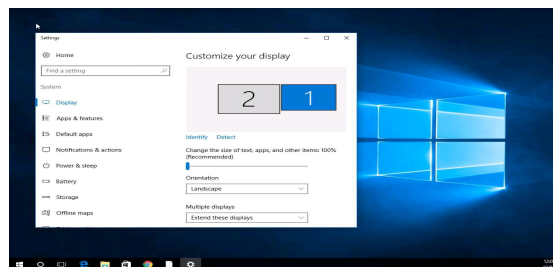 Settings
Home
Customize your display
Find a setting
System
Display
Apps & features
Default apps
Notifications & actions
Power & sleep
Battery
Storage
Offline maps
2
1
Identify Detect
Change the size of text, apps, and other items: 100%
(Recommended)
Orientation
Landscape
Multiple displays
Extend these displays